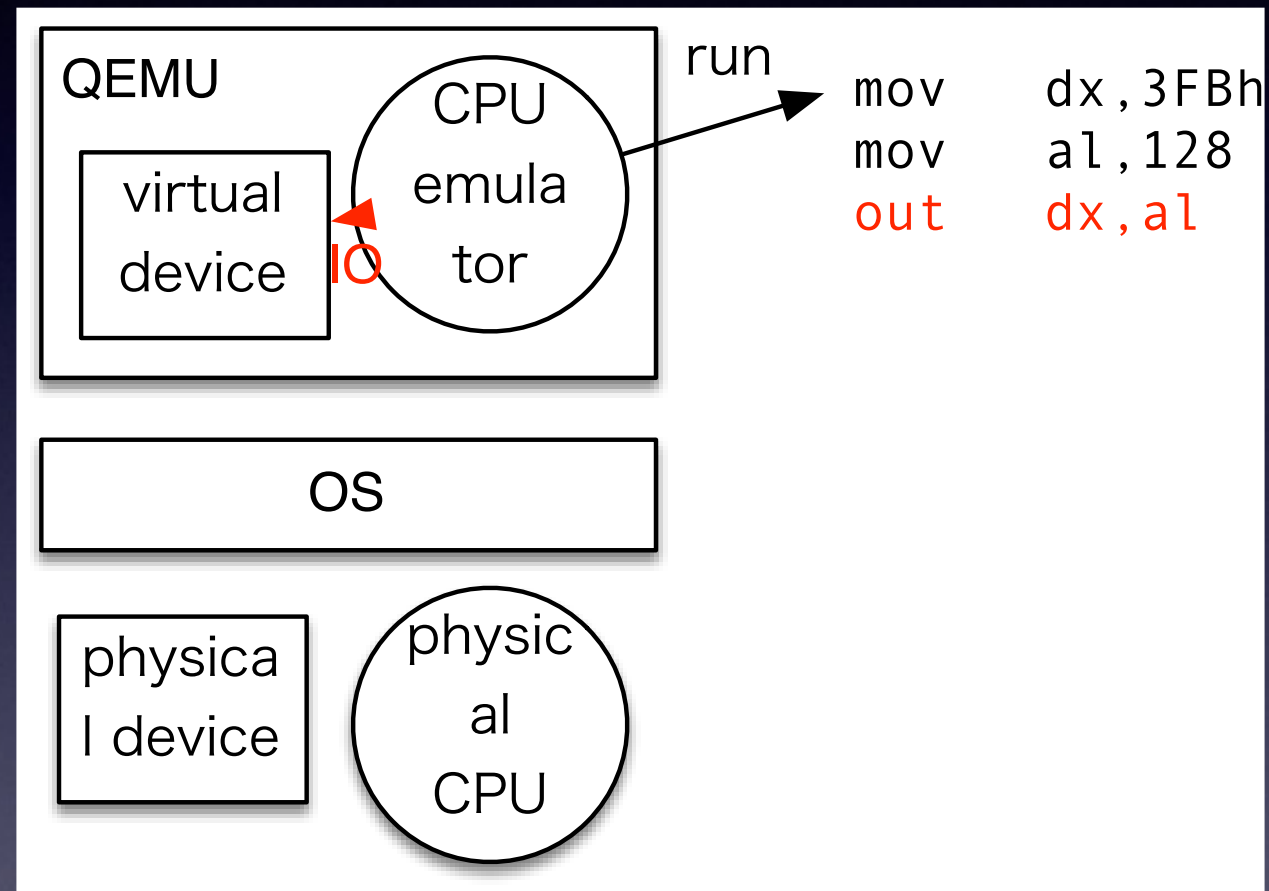 QEMU
CPU
emula
tor
virtual
device
IO
run
mov dx,3FBh
mov al,128
out dx,al
OS
physica
l device
physic
al
CPU